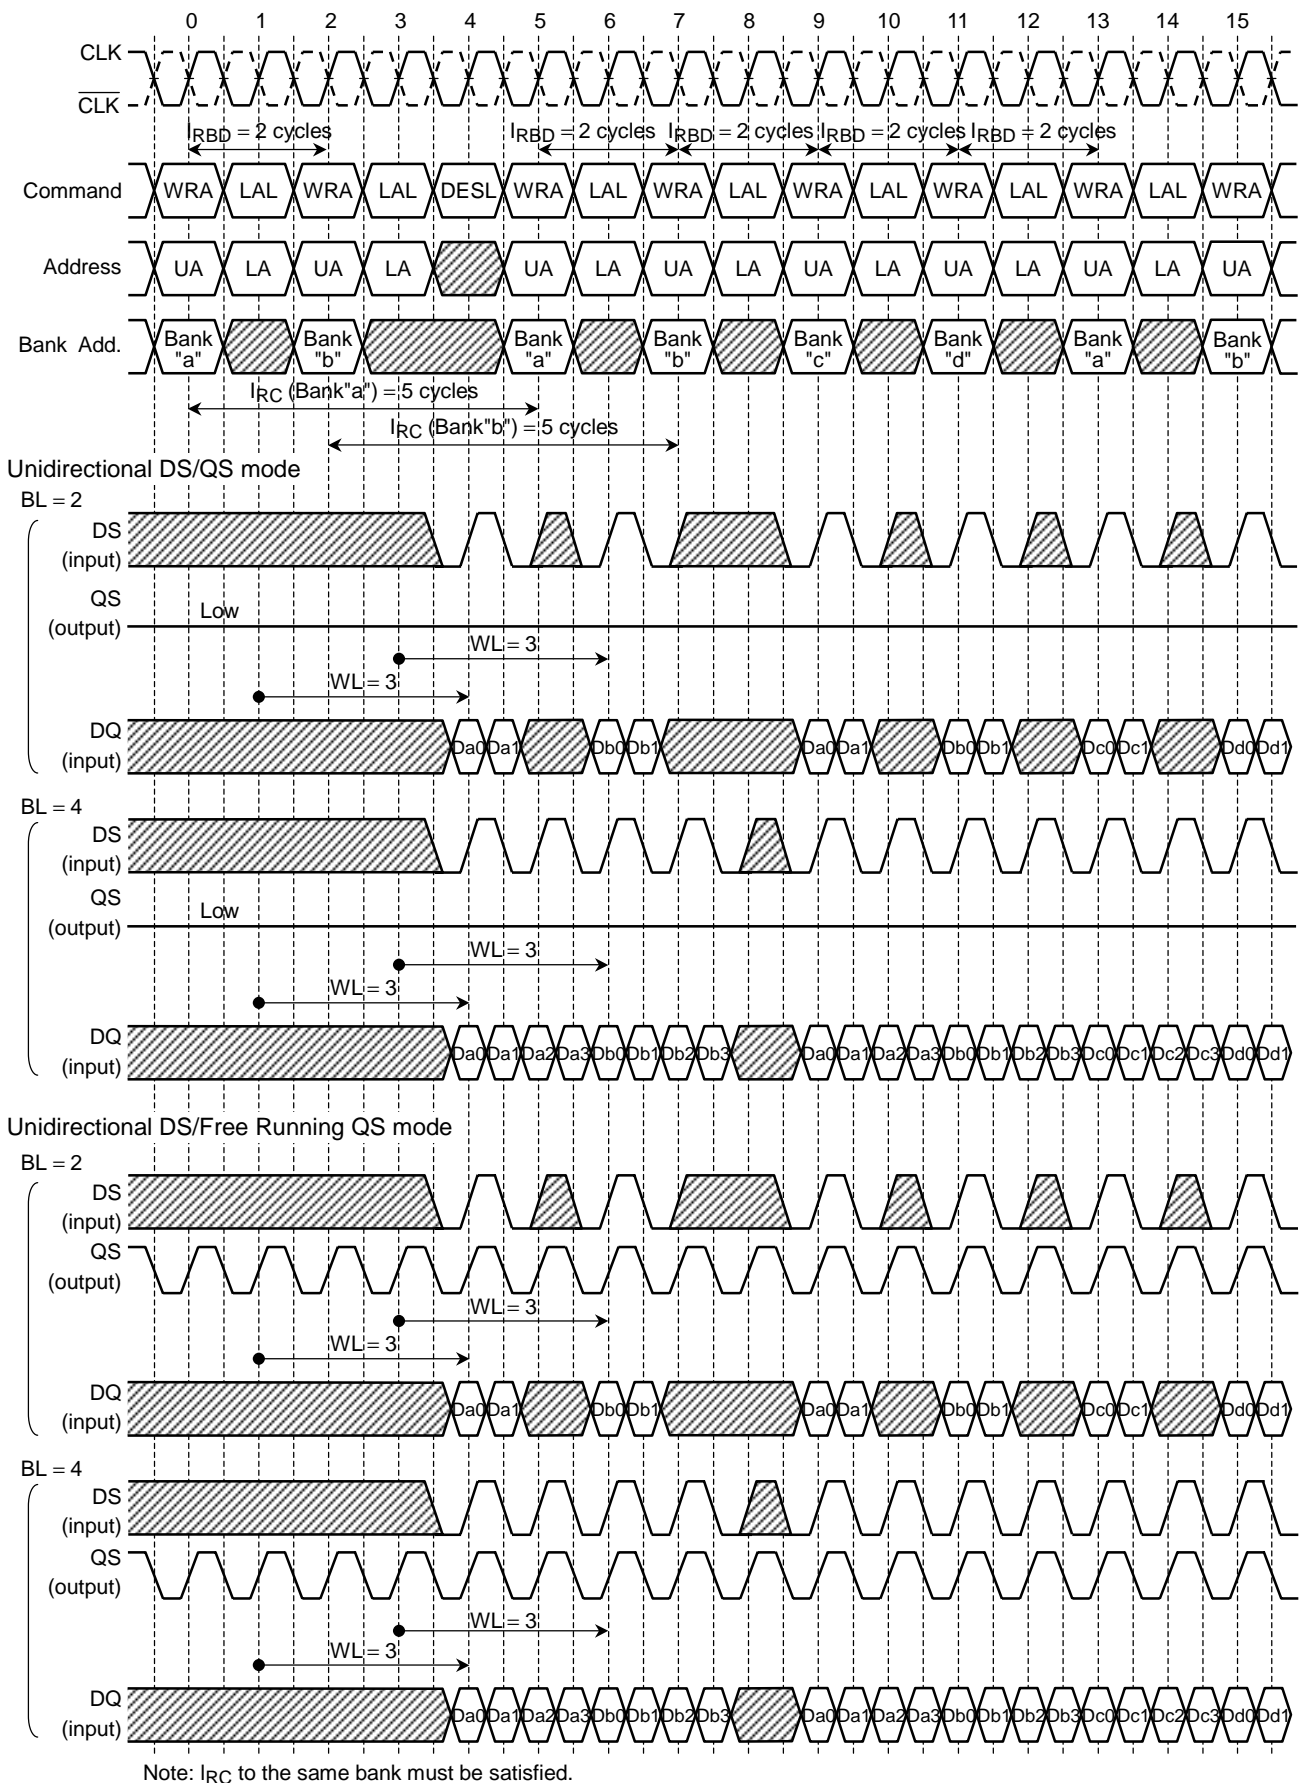 0 1 2 3 4 5 6 7 8 9 10 11 12 13 14 15
CLK
CLK
IRBD = 2 cycles IRBD = 2 cycles IRBD = 2 cycles IRBD = 2 cycles IRBD = 2 cycles
Command WRA LAL WRA LAL DESL WRA LAL WRA LAL WRA LAL WRA LAL WRA LAL WRA
Address UA LA UA LA UA LA UA LA UA LA UA LA UA LA UA
Bank Add. Bank "a" Bank "b" Bank "a" Bank "b" Bank "c" Bank "d" Bank "a" Bank "b"
IRC (Bank"a") = 5 cycles
IRC (Bank"b") = 5 cycles
Unidirectional DS/QS mode
BL = 2
DS
(input)
QS
(output)
Low
WL = 3
WL = 3
DQ
(input)
Da0 Da1 Db0 Db1 Da0 Da1 Db0 Db1 Dc0 Dc1 Dd0 Dd1
BL = 4
DS
(input)
QS
(output)
Low
WL = 3
WL = 3
DQ
(input)
Da0 Da1 Da2 Da3 Db0 Db1 Db2 Db3 Da0 Da1 Da2 Da3 Db0 Db1 Db2 Db3 Dc0 Dc1 Dc2 Dc3 Dd0 Dd1
Unidirectional DS/Free Running QS mode
BL = 2
DS
(input)
QS
(output)
WL = 3
WL = 3
DQ
(input)
Da0 Da1 Db0 Db1 Da0 Da1 Db0 Db1 Dc0 Dc1 Dd0 Dd1
BL = 4
DS
(input)
QS
(output)
WL = 3
WL = 3
DQ
(input)
Da0 Da1 Da2 Da3 Db0 Db1 Db2 Db3 Da0 Da1 Da2 Da3 Db0 Db1 Db2 Db3 Dc0 Dc1 Dc2 Dc3 Dd0 Dd1
Note: IRC to the same bank must be satisfied.